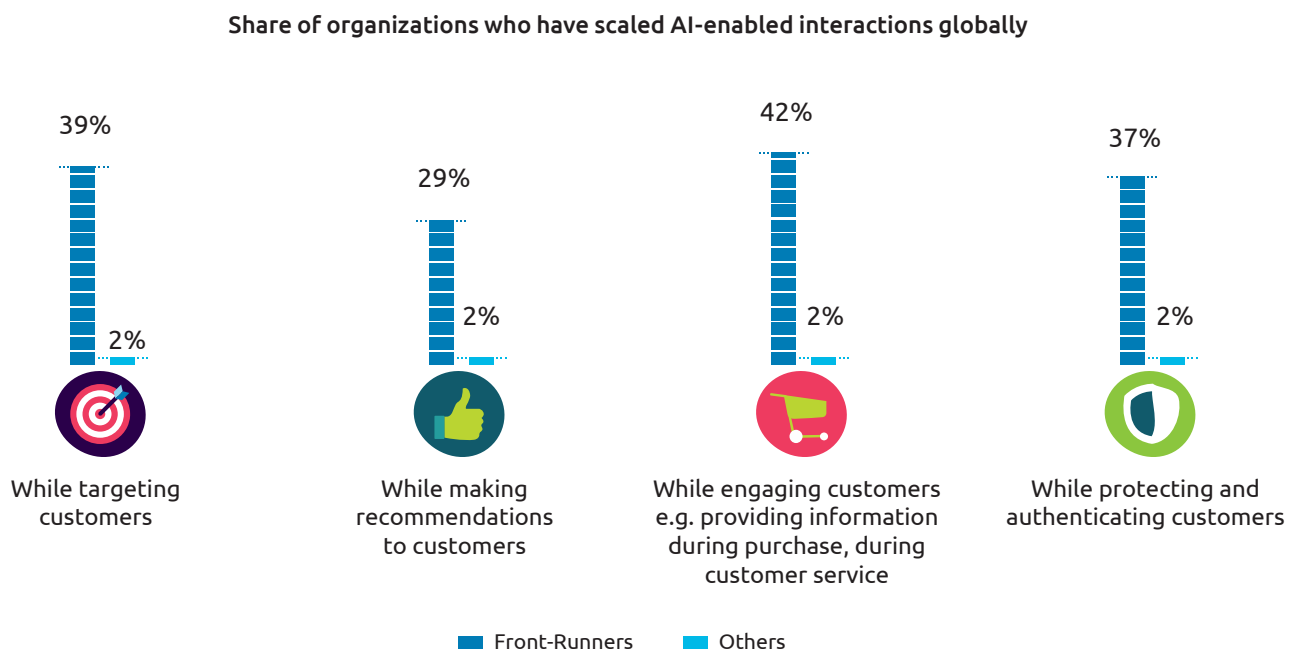 Share of organizations who have scaled AI-enabled interactions globally
39%
2%
While targeting
customers
29%
2%
While making
recommendations
to customers
42%
2%
While engaging customers
e.g. providing information
during purchase, during
customer service
37%
2%
While protecting and
authenticating customers
Front-Runners
Others